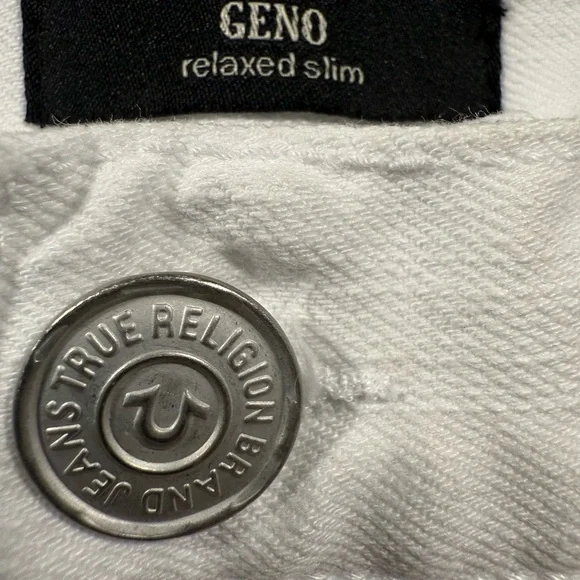 GENO
relaxed slim
TRUE RELIGION BRAND JEANS